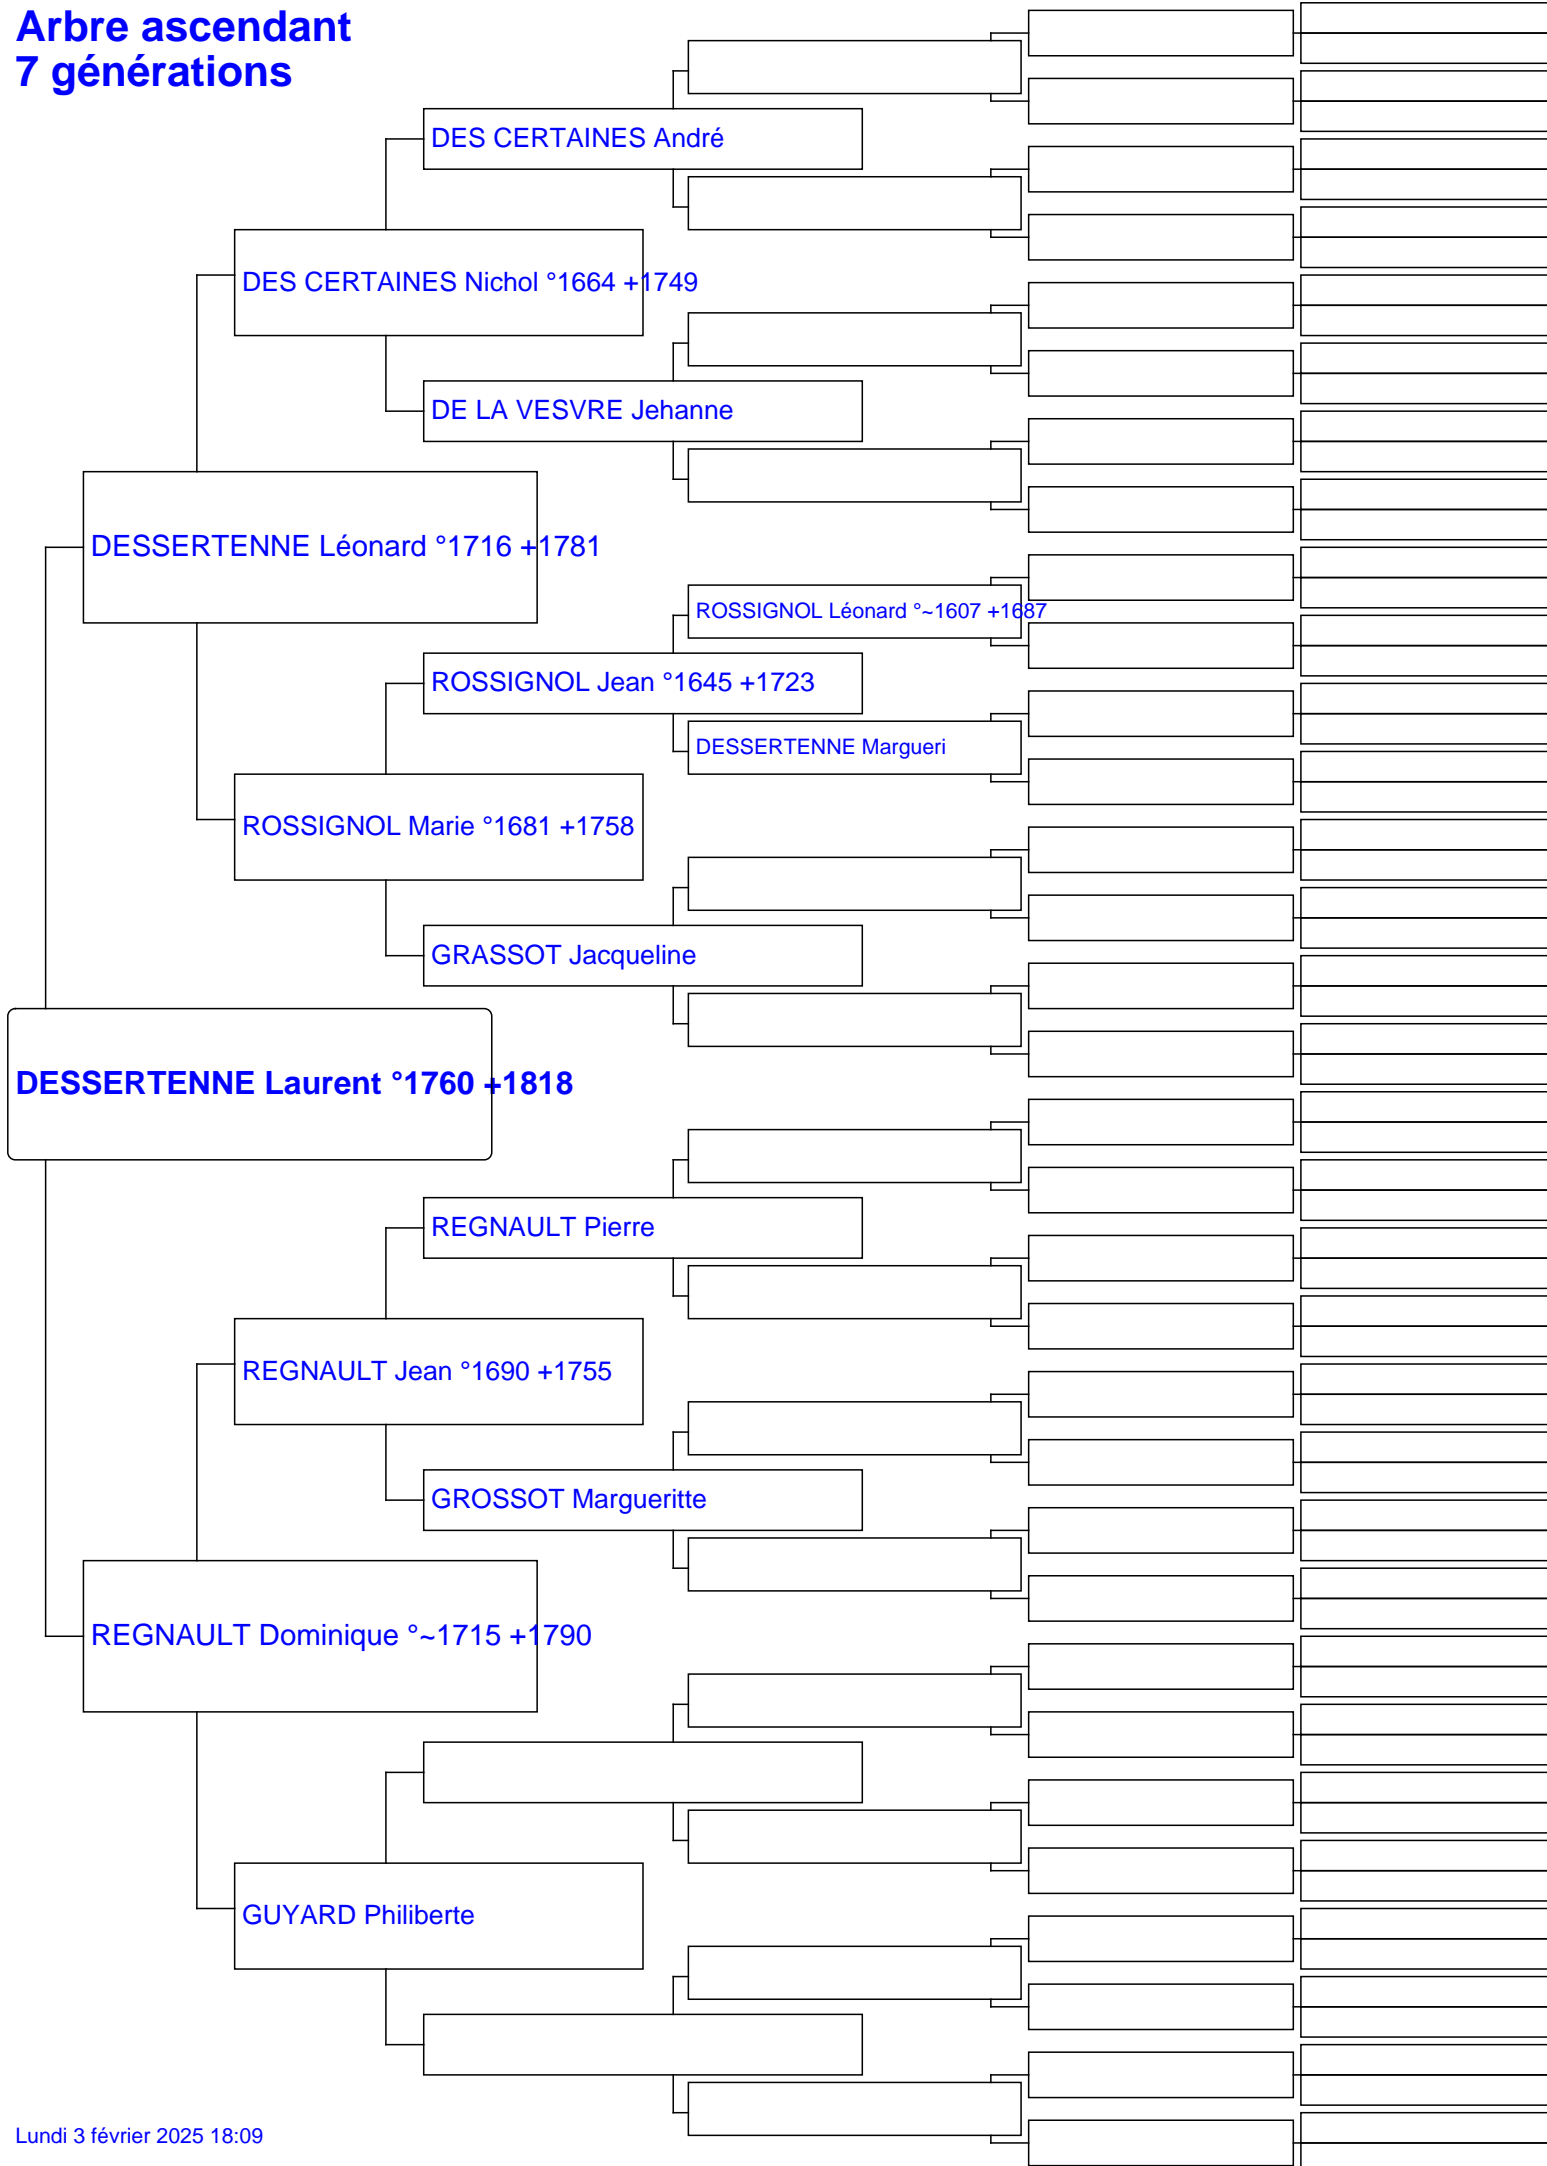 Arbre ascendant
7 générations
DES CERTAINES André
DES CERTAINES Nichol °1664 +1749
DE LA VESVRE Jehanne
DESSERTENNE Léonard °1716 +1781
ROSSIGNOL Léonard °~1607 +1687
ROSSIGNOL Jean °1645 +1723
DESSERTENNE Margueri
ROSSIGNOL Marie °1681 +1758
GRASSOT Jacqueline
DESSERTENNE Laurent °1760 +1818
REGNAULT Pierre
REGNAULT Jean °1690 +1755
GROSSOT Margueritte
REGNAULT Dominique °~1715 +1790
GUYARD Philiberte
Lundi 3 février 2025 18:09